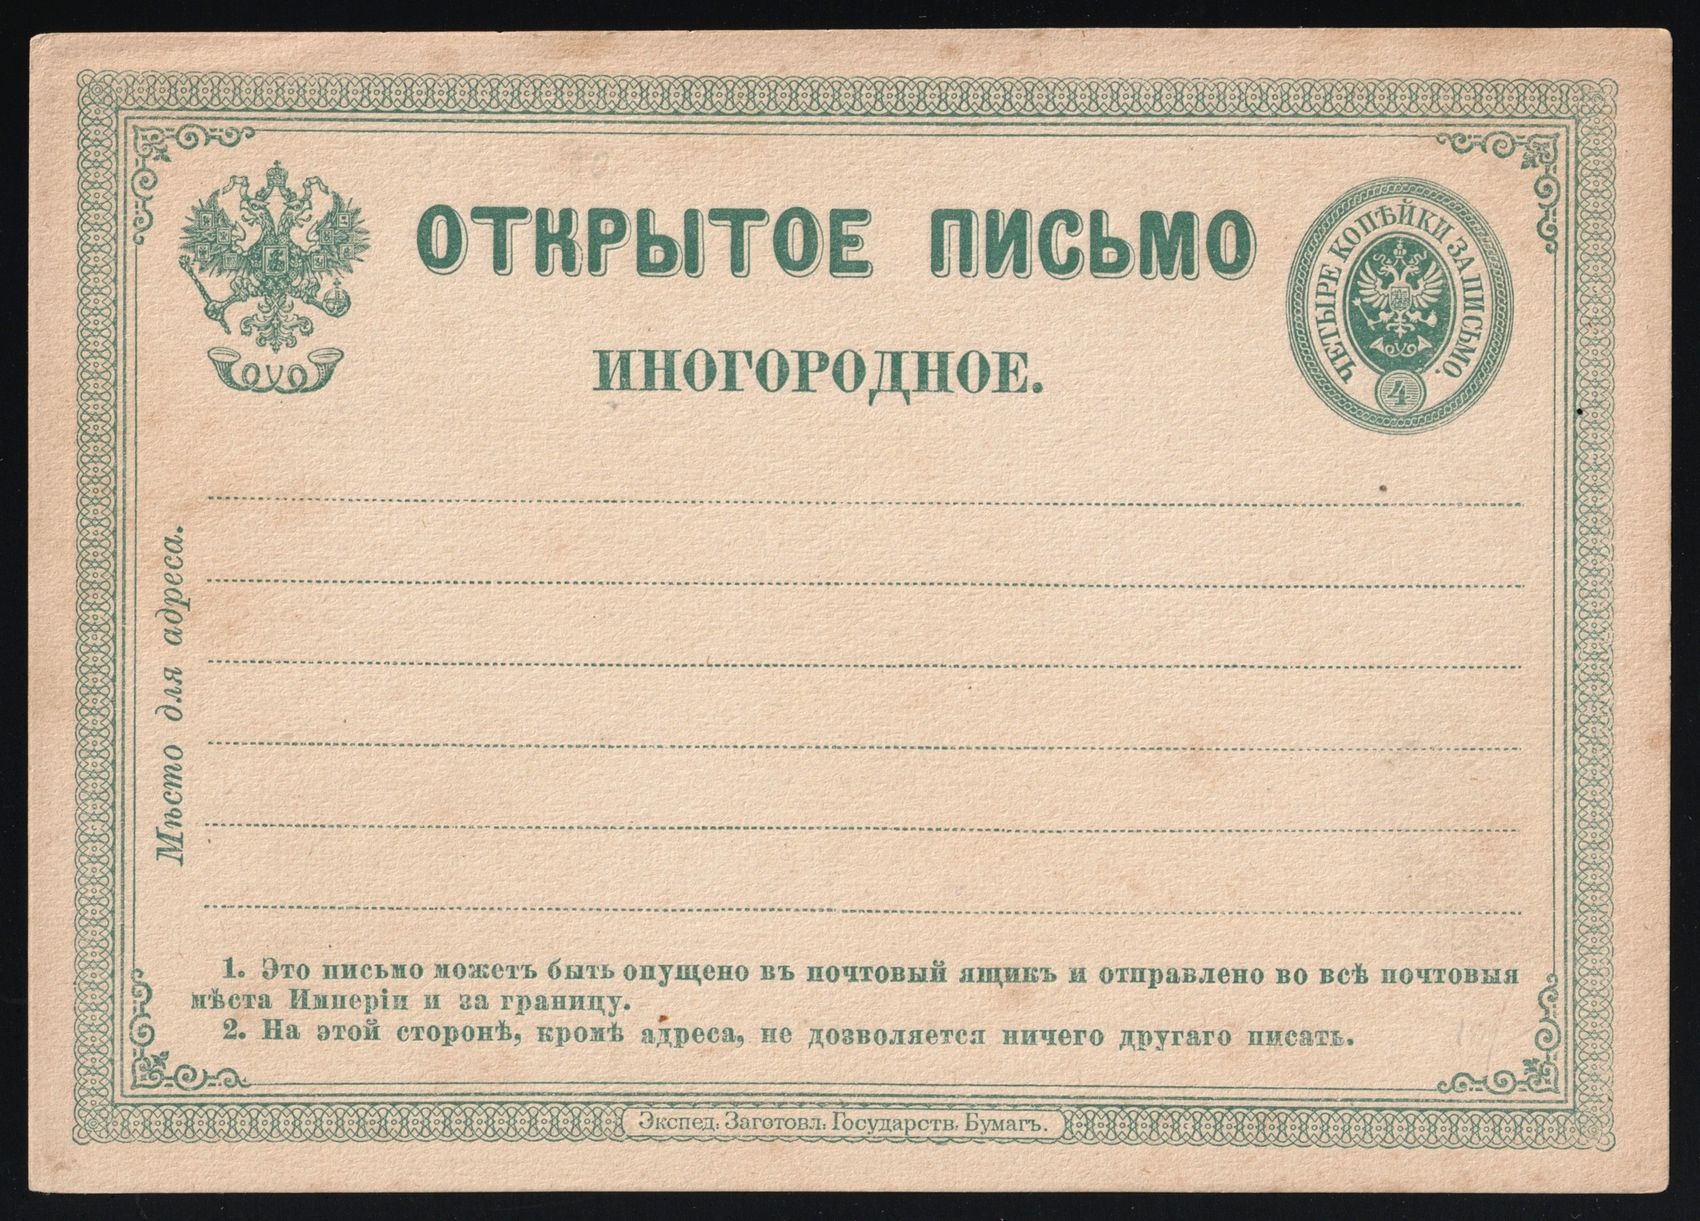 ОТКРЫТОЕ ПИСЬМО
ЧЕТЫРЕ КОПѢЙКИ ЗА ПИСЬМО.
4
ИНОГОРОДНОЕ.
Мѣсто для адреса.
1. Это письмо можетъ быть опущено въ почтовый ящикъ и отправлено во всѣ почтовыя
мѣста Имперіи и за границу.
2. На этой сторонѣ, кромѣ адреса, не дозволяется ничего другаго писать.
Экспед. Заготовл. Государств. Бумагъ.